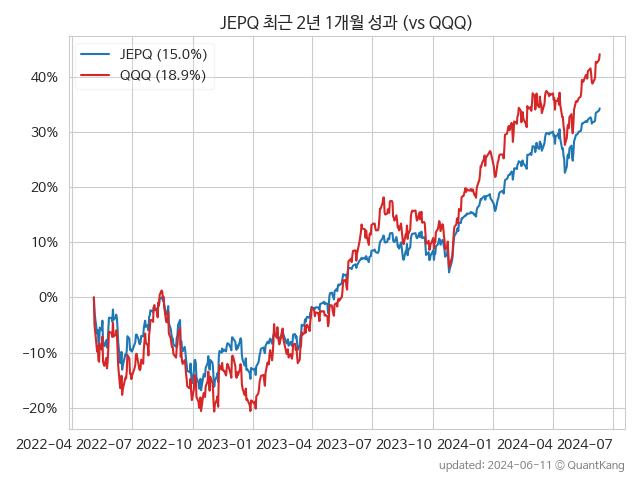 JEPQ 최근 2년 1개월 성과 (vs QQQ)
JEPQ (15.0%)
QQQ (18.9%)
40%
30%
20%
10%
0%
−10%
−20%
2022-04 2022-07 2022-10 2023-01 2023-04 2023-07 2023-10 2024-01 2024-04 2024-07
updated: 2024-06-11 © QuantKang